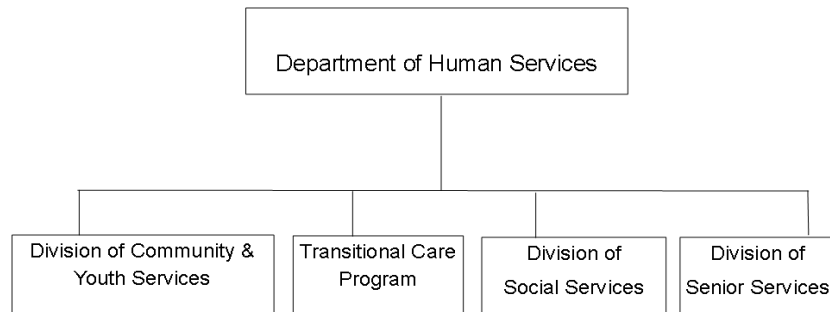 Department of Human Services
Division of Community &
Youth Services
Transitional Care
Program
Division of
Social Services
Division of
Senior Services